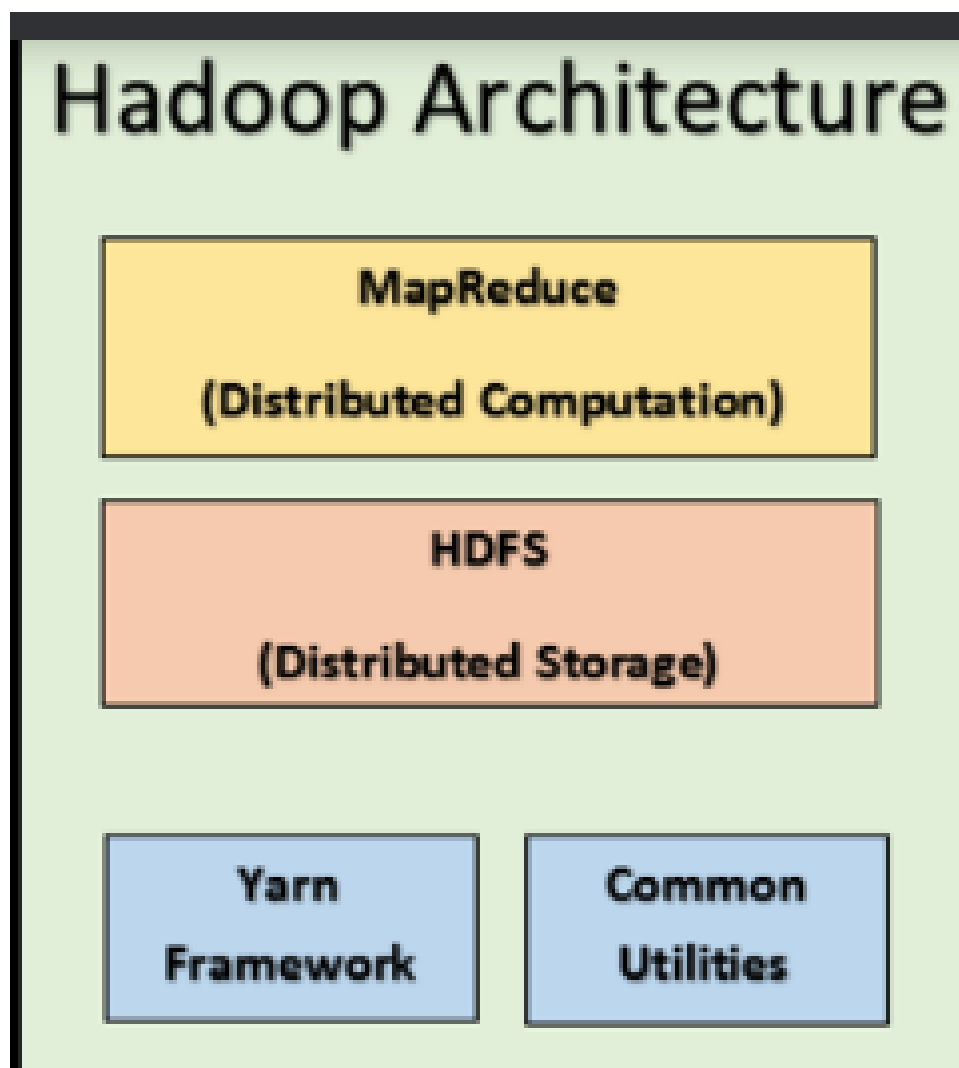 Hadoop Architecture
MapReduce
(Distributed Computation)
HDFS
(Distributed Storage)
Yarn
Framework
Common
Utilities